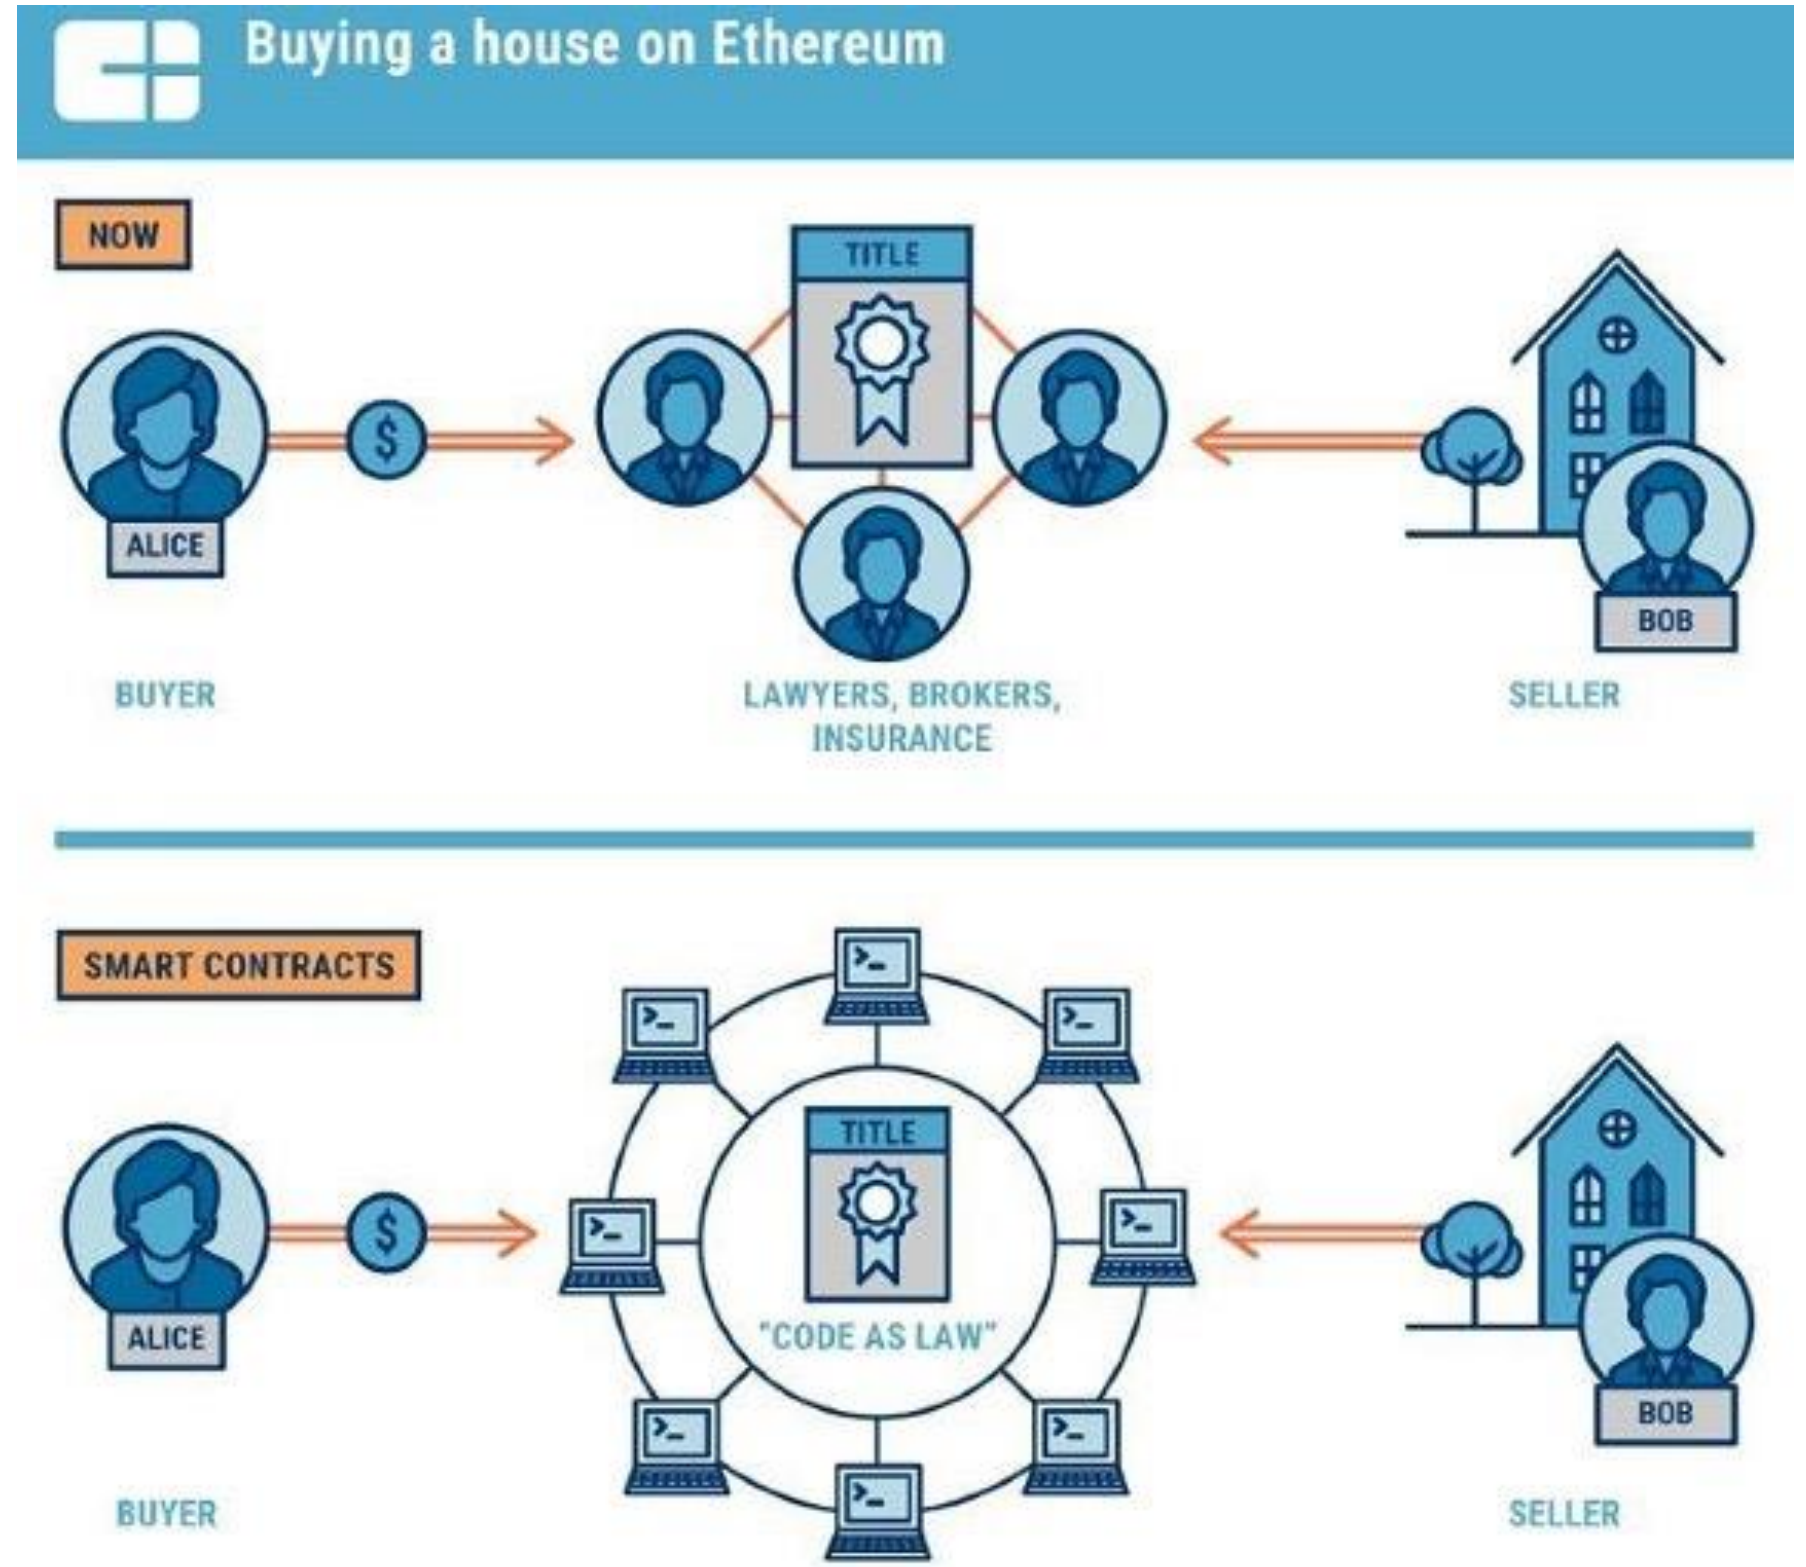 Buying a house on Ethereum
NOW
TITLE
$
ALICE
BOB
BUYER
LAWYERS, BROKERS,
INSURANCE
SELLER
SMART CONTRACTS
>_
>_
>_
TITLE
$
>_
>_
"CODE AS LAW"
ALICE
BOB
>_
>_
>_
BUYER
SELLER